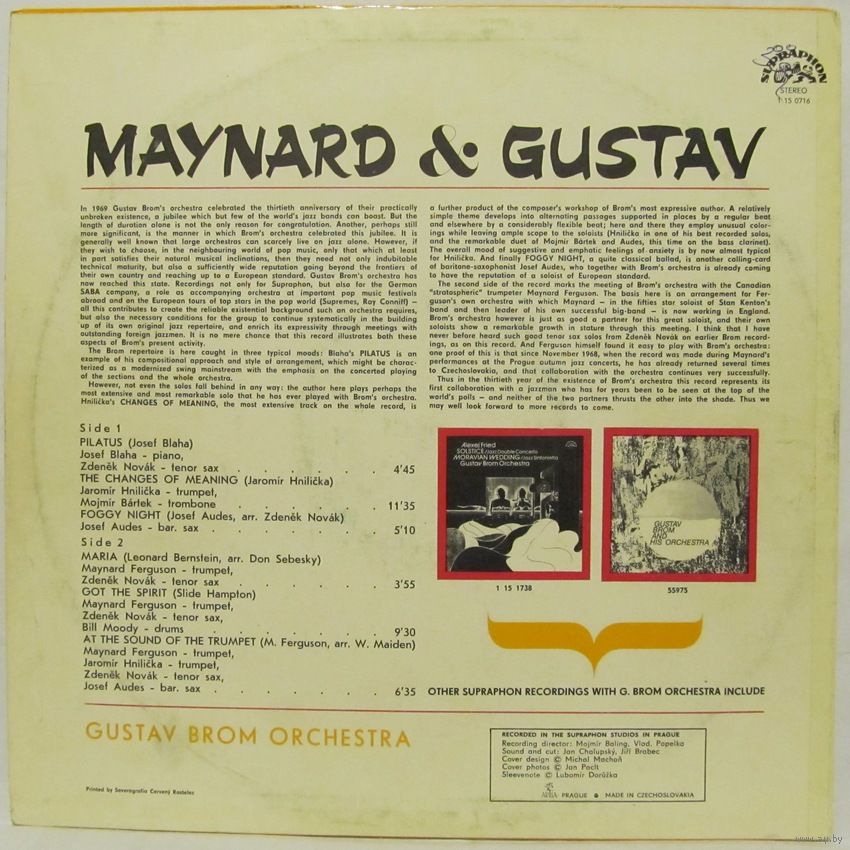 SUPRAPHON
STEREO
1 15 0716
MAYNARD & GUSTAV
In 1969 Gustav Brom's orchestra celebrated the thirtieth anniversary of their practically
unbroken existence, a jubilee which but few of the world's jazz bands can boast. But the
length of duration alone is not the only reason for congratulation. Another, perhaps still
more significant, is the manner in which Brom's orchestra celebrated this jubilee. It is
generally well known that large orchestras can scarcely live on jazz alone. However, if
they wish to choose, in the neighbouring world of pop music, only that which at least
in part satisfies their natural musical inclinations, then they need not only indubitable
technical maturity, but also a sufficiently wide reputation going beyond the frontiers of
their own country and reaching up to a European standard. Gustav Brom's orchestra has
now reached this state. Recordings not only for Supraphon, but also for the German
SABA company, a role as accompanying orchestra at important pop music festivals
abroad and on the European tours of top stars in the pop world (Supremes, Ray Conniff) –
all this contributes to create the reliable existential background such an orchestra requires,
but also the necessary conditions for the group to continue systematically in the building
up of its own original jazz repertoire, and enrich its expressivity through meetings with
outstanding foreign jazzmen. It is no mere chance that this record illustrates both these
aspects of Brom's present activity.
The Brom repertoire is here caught in three typical moods: Blaha's PILATUS is an
example of his compositional approach and style of arrangement, which might be charac-
terized as a modernized swing mainstream with the emphasis on the concerted playing
of the sections and the whole orchestra.
However, not even the solos fall behind in any way: the author here plays perhaps the
most extensive and most remarkable solo that he has ever played with Brom's orchestra.
Hnilička's CHANGES OF MEANING, the most extensive track on the whole record, is
a further product of the composer's workshop of Brom's most expressive author. A relatively
simple theme develops into alternating passages supported in places by a regular beat
and elsewhere by a considerably flexible beat; here and there they employ unusual color-
ings while leaving ample scope to the soloists (Hnilička in one of his best recorded solos,
and the remarkable duet of Mojmír Bártek and Audes, this time on the bass clarinet).
The overall mood of suggestive and emphatic feelings of anxiety is by now almost typical
for Hnilička. And finally FOGGY NIGHT, a quite classical ballad, is another calling-card
of baritone-saxophonist Josef Audes, who together with Brom's orchestra is already coming
to have the reputation of a soloist of European standard.
The second side of the record marks the meeting of Brom's orchestra with the Canadian
"stratospheric" trumpeter Maynard Ferguson. The basis here is an arrangement for Fer-
guson's own orchestra with which Maynard – in the fifties star soloist of Stan Kenton's
band and then leader of his own successful big-band – is now working in England.
Brom's orchestra however is just as good a partner for this great soloist, and their own
soloists show a remarkable growth in stature through this meeting. I think that I have
never before heard such good tenor sax solos from Zdeněk Novák on earlier Brom record-
ings, as on this record. And Ferguson himself found it easy to play with Brom's orchestra:
one proof of this is that since November 1968, when the record was made during Maynard's
performances at the Prague autumn jazz concerts, he has already returned several times
to Czechoslovakia, and that collaboration with the orchestra continues very successfully.
Thus in the thirtieth year of the existence of Brom's orchestra this record represents its
first collaboration with a jazzman who has for years been to be seen at the top of the
world's polls – and neither of the two partners thrusts the other into the shade. Thus we
may well look forward to more records to come.
Side 1
PILATUS (Josef Blaha)
Josef Blaha - piano,
Zdeněk Novák - tenor sax . . . . . . . 4'45
THE CHANGES OF MEANING (Jaromír Hnilička)
Jaromír Hnilička - trumpet,
Mojmír Bártek - trombone . . . . . . . 11'35
FOGGY NIGHT (Josef Audes, arr. Zdeněk Novák)
Josef Audes - bar. sax . . . . . . . 5'10
Side 2
MARIA (Leonard Bernstein, arr. Don Sebesky)
Maynard Ferguson - trumpet,
Zdeněk Novák - tenor sax . . . . . . . 3'55
GOT THE SPIRIT (Slide Hampton)
Maynard Ferguson - trumpet,
Zdeněk Novák - tenor sax,
Bill Moody - drums . . . . . . . 9'30
AT THE SOUND OF THE TRUMPET (M. Ferguson, arr. W. Maiden)
Maynard Ferguson - trumpet,
Jaromír Hnilička - trumpet,
Zdeněk Novák - tenor sax,
Josef Audes - bar. sax . . . . . . . 6'35
Alexej Fried
SOLSTICE/Jazz Double Concerto
MORAVIAN WEDDING/Jazz Sinfonietta
Gustav Brom Orchestra
1 15 1738
GUSTAV
BROM
AND
HIS ORCHESTRA
55975
OTHER SUPRAPHON RECORDINGS WITH G. BROM ORCHESTRA INCLUDE
GUSTAV BROM ORCHESTRA
RECORDED IN THE SUPRAPHON STUDIOS IN PRAGUE
Recording director: Mojmír Balling, Vlad. Popelka
Sound and cut: Jan Chalupský, Jiří Brabec
Cover design © Michal Machoň
Cover photos © Jan Paclt
Sleevenote © Lubomír Dorůžka
ARTIA PRAGUE ● MADE IN CZECHOSLOVAKIA
Printed by Severografia Červený Kostelec